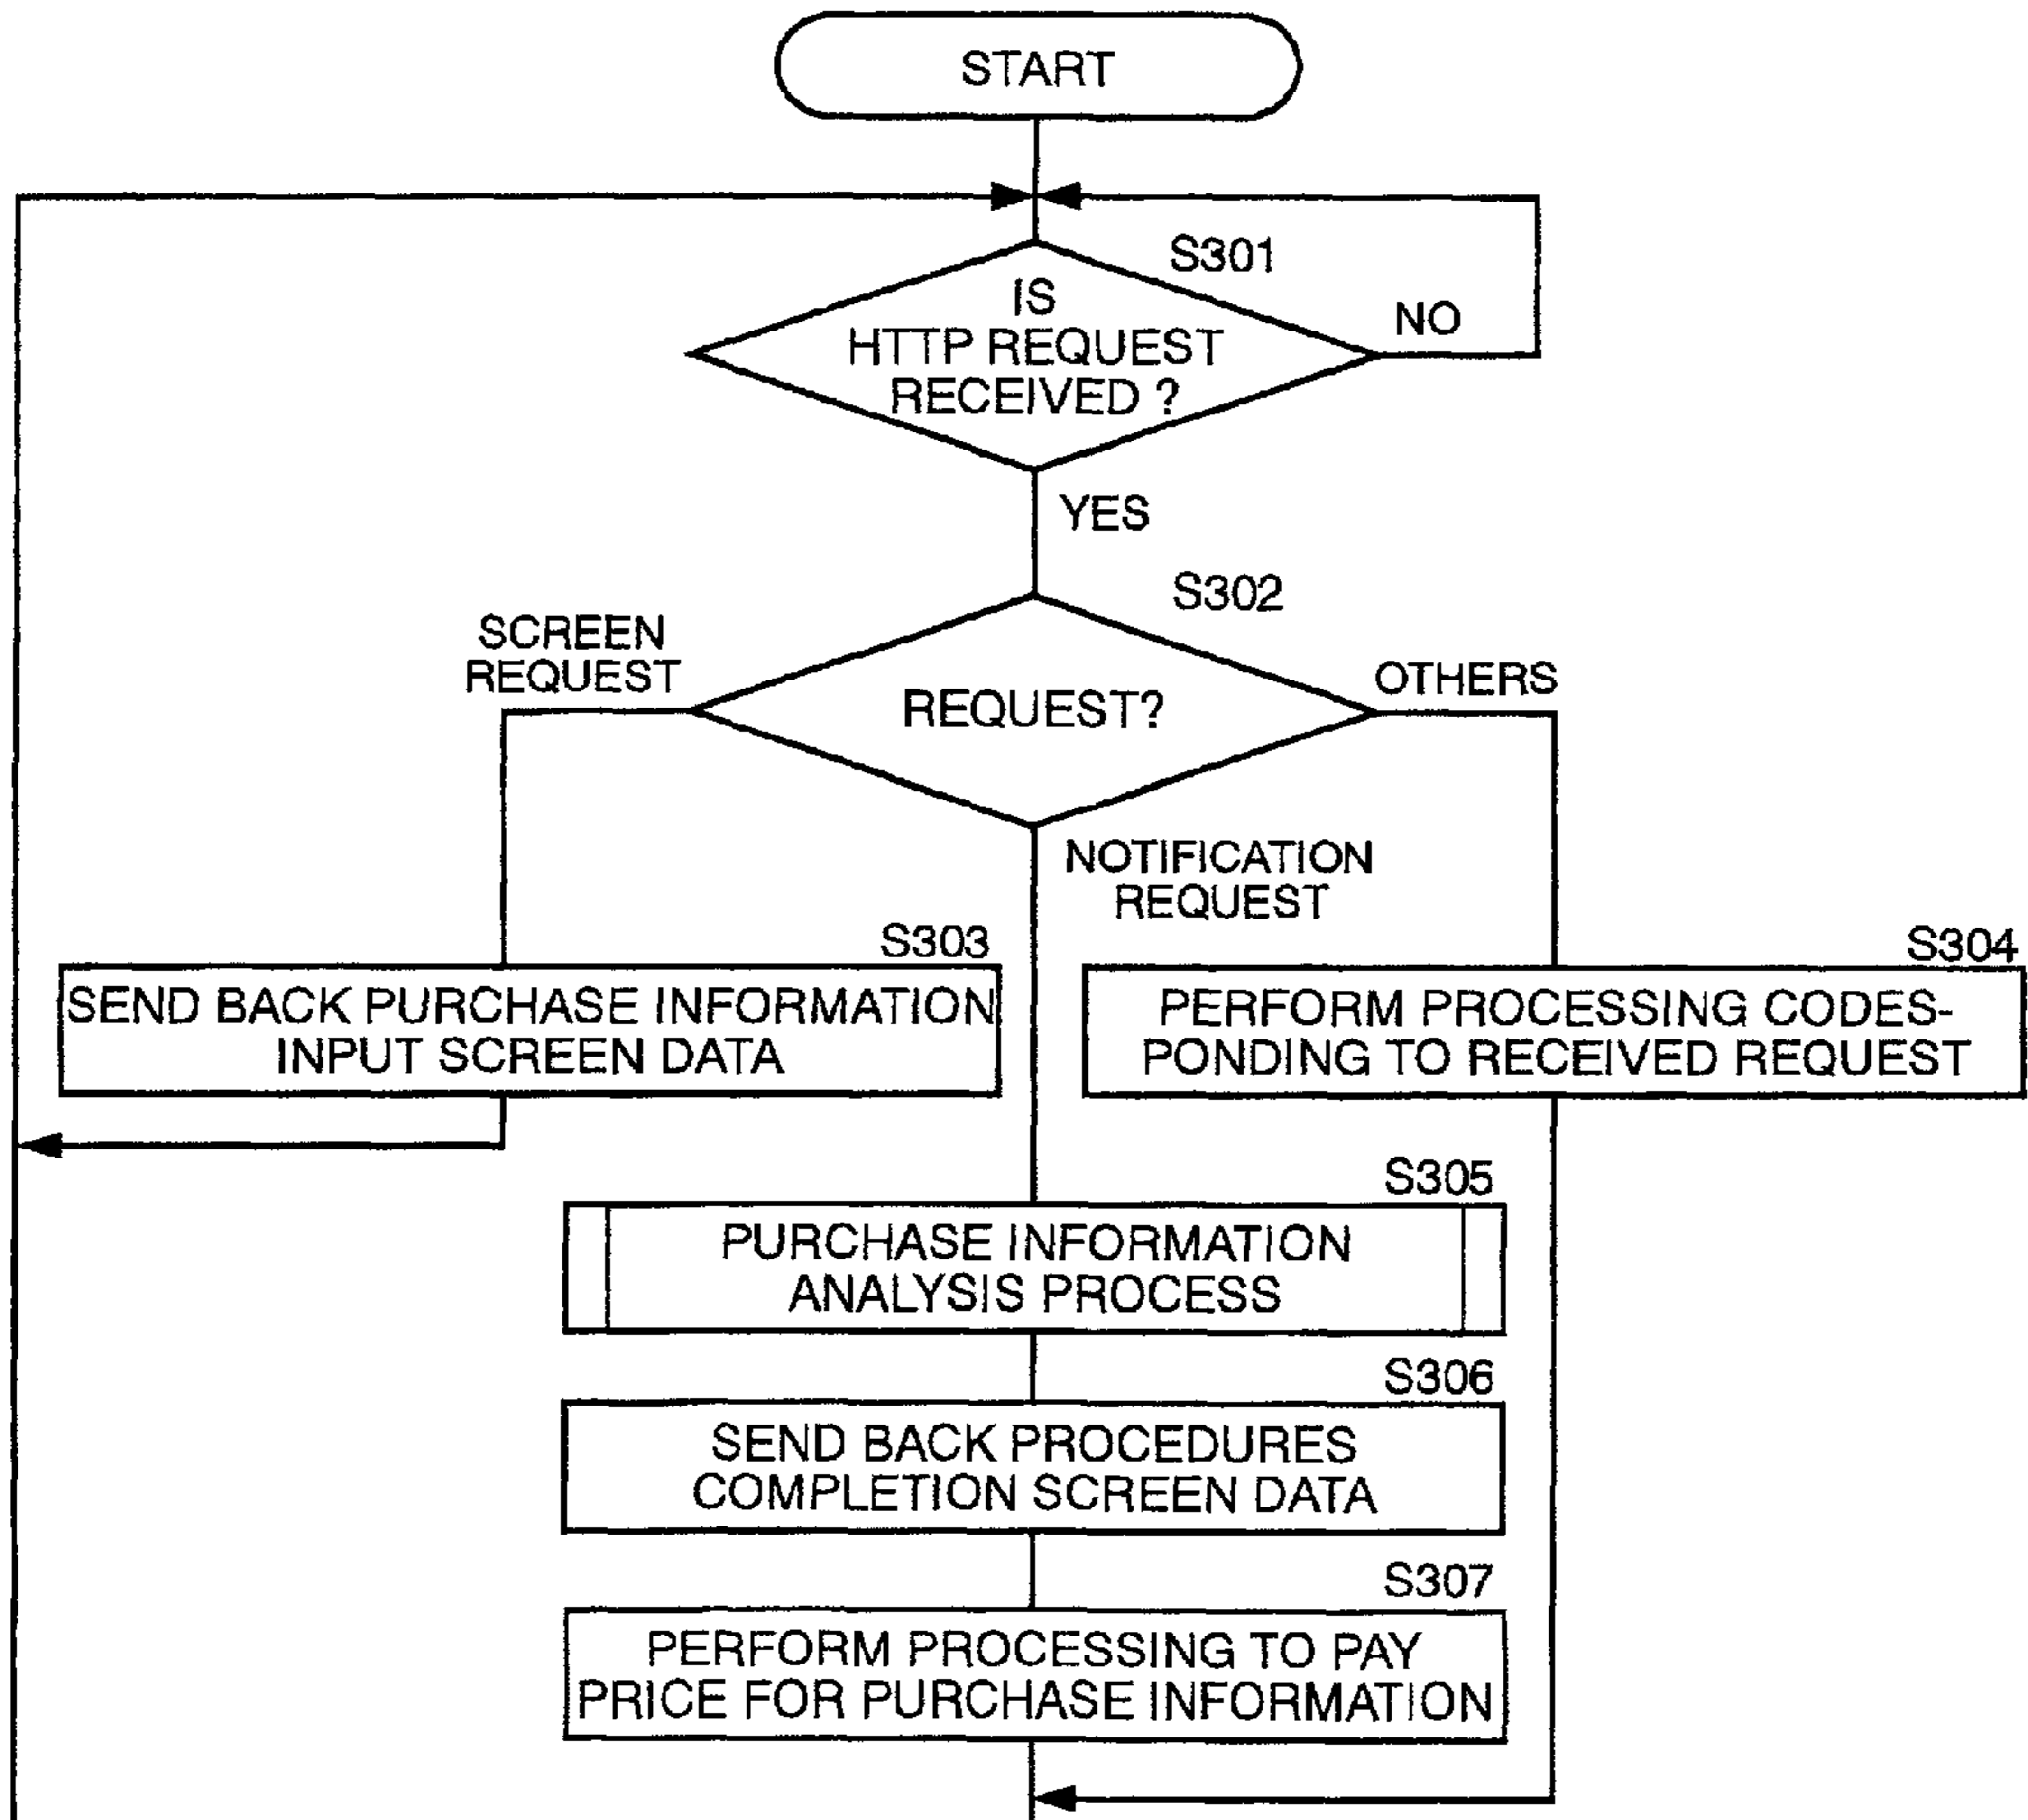 START
S301
IS
HTTP REQUEST
RECEIVED ?
NO
YES
S302
SCREEN
REQUEST
REQUEST?
OTHERS
NOTIFICATION
REQUEST
S303
SEND BACK PURCHASE INFORMATION
INPUT SCREEN DATA
S304
PERFORM PROCESSING CODES-
PONDING TO RECEIVED REQUEST
S305
PURCHASE INFORMATION
ANALYSIS PROCESS
S306
SEND BACK PROCEDURES
COMPLETION SCREEN DATA
S307
PERFORM PROCESSING TO PAY
PRICE FOR PURCHASE INFORMATION